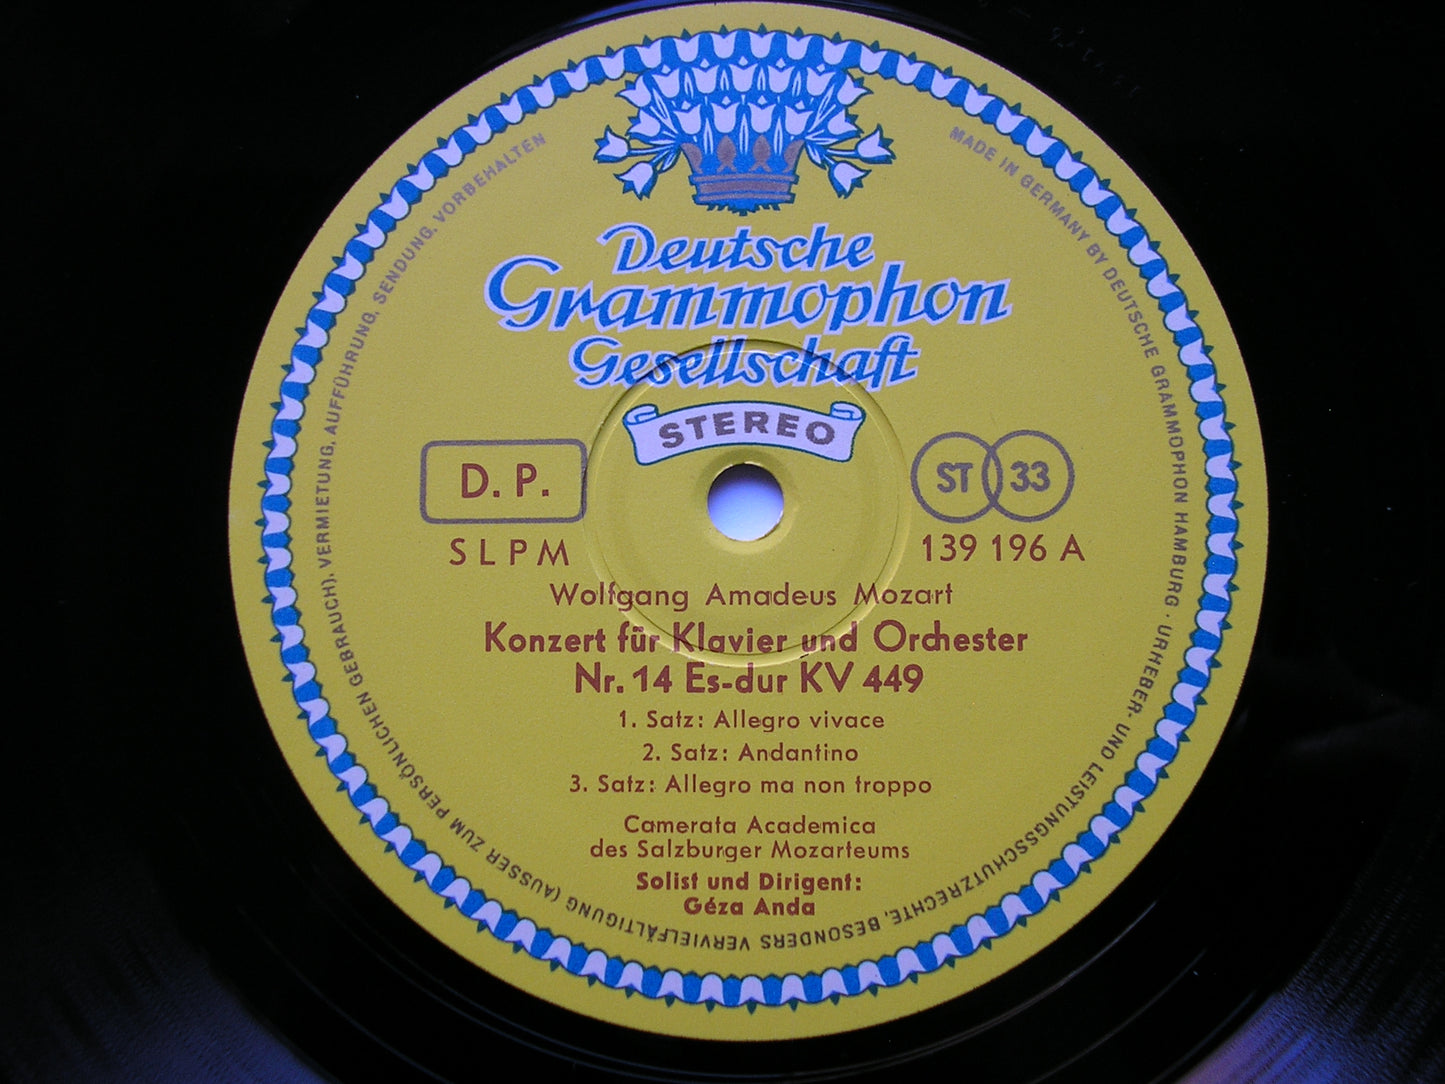 Deutsche
Grammophon
Gesellschaft
STEREO
D. P.
ST 33
SLPM
139 196 A
Wolfgang Amadeus Mozart
Konzert für Klavier und Orchester
Nr. 14 Es-dur KV 449
1. Satz: Allegro vivace
2. Satz: Andantino
3. Satz: Allegro ma non troppo
Camerata Academica
des Salzburger Mozarteums
Solist und Dirigent:
Géza Anda
MADE IN GERMANY BY DEUTSCHE GRAMMOPHON HAMBURG · URHEBER- UND LEISTUNGSSCHUTZRECHTE, BESONDERS VERVIELFÄLTIGUNG (AUSSER ZUM PERSÖNLICHEN GEBRAUCH), VERMIETUNG, AUFFÜHRUNG, SENDUNG, VORBEHALTEN